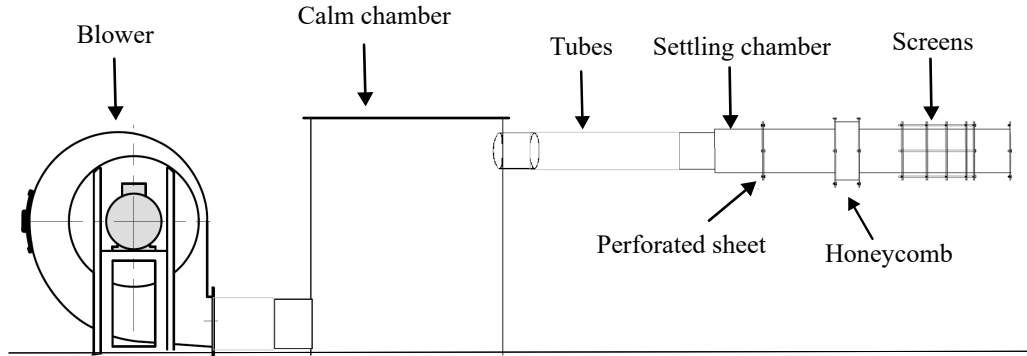 Calm chamber
Blower
Tubes
Settling chamber
Screens
Perforated sheet
Honeycomb